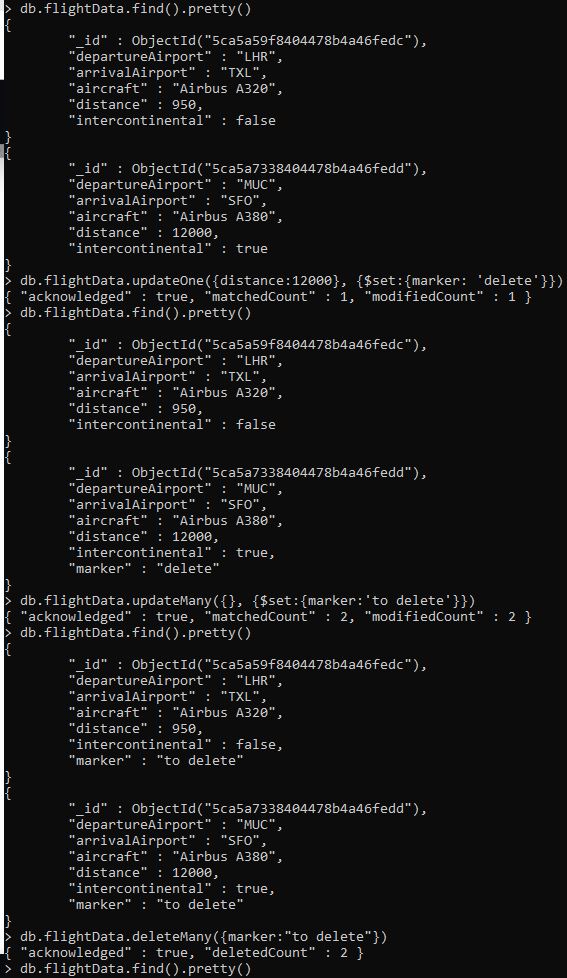 > db.flightData.find().pretty()
{
        "_id" : ObjectId("5ca5a59f8404478b4a46fedc"),
        "departureAirport" : "LHR",
        "arrivalAirport" : "TXL",
        "aircraft" : "Airbus A320",
        "distance" : 950,
        "intercontinental" : false
}
{
        "_id" : ObjectId("5ca5a7338404478b4a46fedd"),
        "departureAirport" : "MUC",
        "arrivalAirport" : "SFO",
        "aircraft" : "Airbus A380",
        "distance" : 12000,
        "intercontinental" : true
}
> db.flightData.updateOne({distance:12000}, {$set:{marker: 'delete'}})
{ "acknowledged" : true, "matchedCount" : 1, "modifiedCount" : 1 }
> db.flightData.find().pretty()
{
        "_id" : ObjectId("5ca5a59f8404478b4a46fedc"),
        "departureAirport" : "LHR",
        "arrivalAirport" : "TXL",
        "aircraft" : "Airbus A320",
        "distance" : 950,
        "intercontinental" : false
}
{
        "_id" : ObjectId("5ca5a7338404478b4a46fedd"),
        "departureAirport" : "MUC",
        "arrivalAirport" : "SFO",
        "aircraft" : "Airbus A380",
        "distance" : 12000,
        "intercontinental" : true,
        "marker" : "delete"
}
> db.flightData.updateMany({}, {$set:{marker:'to delete'}})
{ "acknowledged" : true, "matchedCount" : 2, "modifiedCount" : 2 }
> db.flightData.find().pretty()
{
        "_id" : ObjectId("5ca5a59f8404478b4a46fedc"),
        "departureAirport" : "LHR",
        "arrivalAirport" : "TXL",
        "aircraft" : "Airbus A320",
        "distance" : 950,
        "intercontinental" : false,
        "marker" : "to delete"
}
{
        "_id" : ObjectId("5ca5a7338404478b4a46fedd"),
        "departureAirport" : "MUC",
        "arrivalAirport" : "SFO",
        "aircraft" : "Airbus A380",
        "distance" : 12000,
        "intercontinental" : true,
        "marker" : "to delete"
}
> db.flightData.deleteMany({marker:"to delete"})
{ "acknowledged" : true, "deletedCount" : 2 }
> db.flightData.find().pretty()